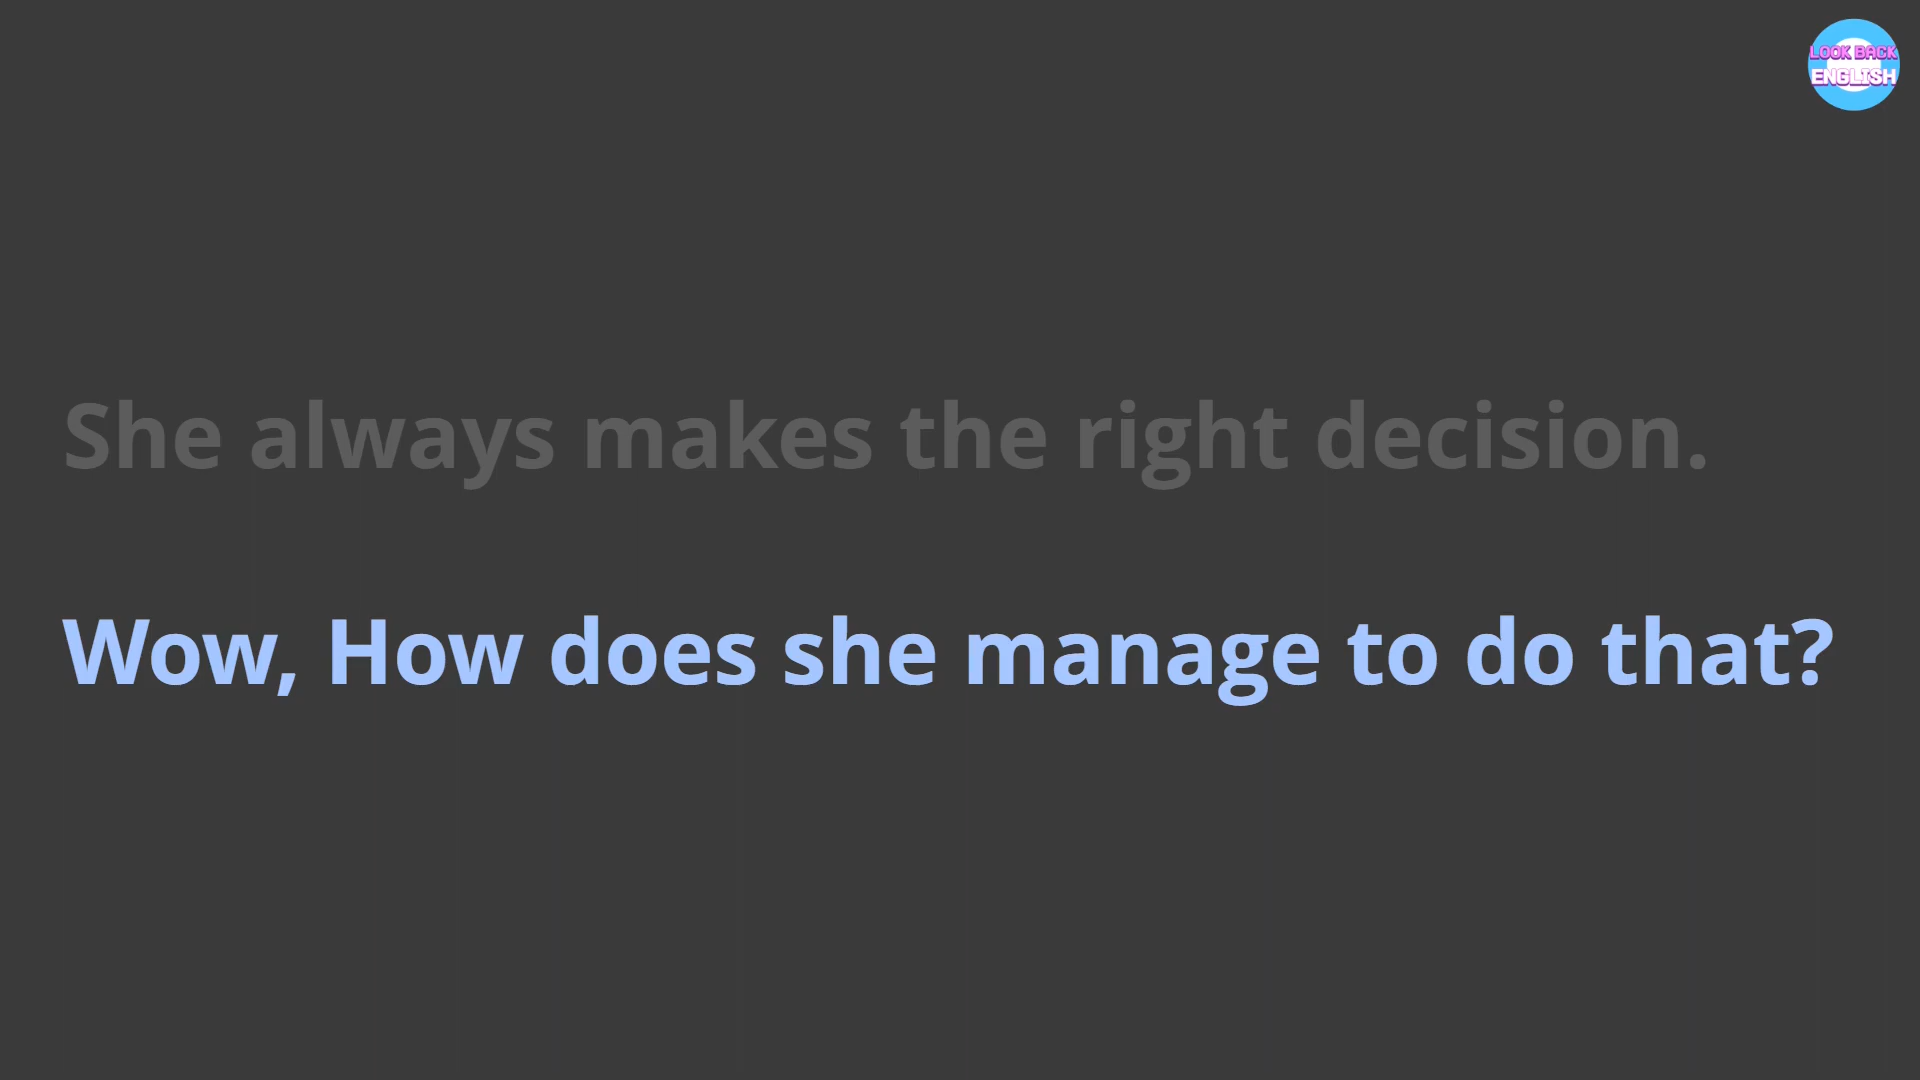 LOOK BACK
ENGLISH
She always makes the right decision.
Wow, How does she manage to do that?